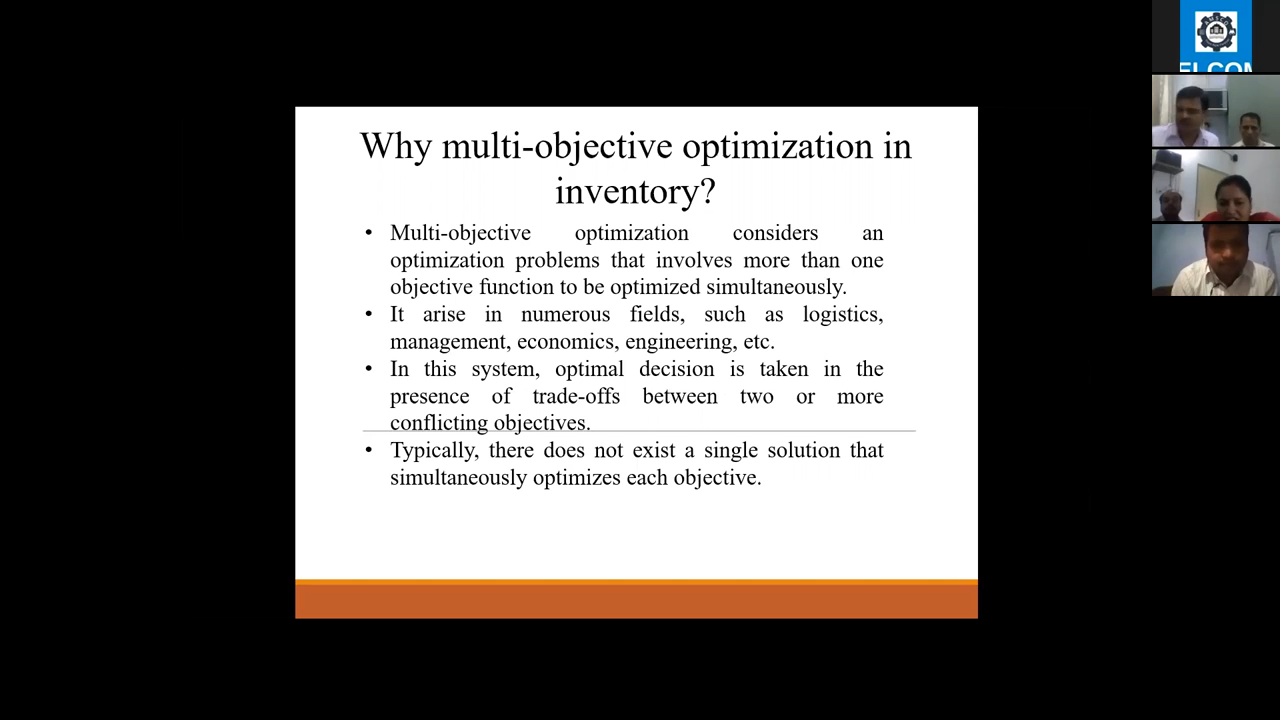 Why multi-objective optimization in
inventory?
• Multi-objective optimization considers an
optimization problems that involves more than one
objective function to be optimized simultaneously.
• It arise in numerous fields, such as logistics,
management, economics, engineering, etc.
• In this system, optimal decision is taken in the
presence of trade-offs between two or more
conflicting objectives.
• Typically, there does not exist a single solution that
simultaneously optimizes each objective.